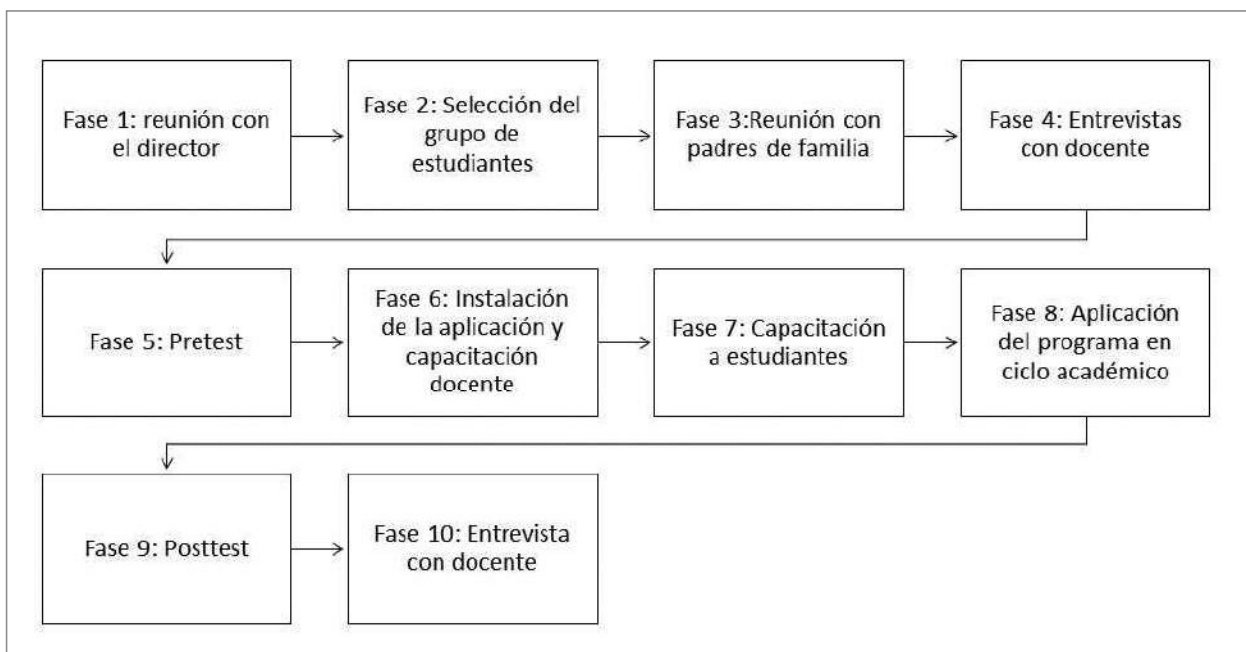 Fase 1: reunión con
el director
Fase 2: Selección del
grupo de
estudiantes
Fase 3:Reunión con
padres de familia
Fase 4: Entrevistas
con docente
Fase 5: Pretest
Fase 6: Instalación
de la aplicación y
capacitación
docente
Fase 7: Capacitación
a estudiantes
Fase 8: Aplicación
del programa en
ciclo académico
Fase 9: Posttest
Fase 10: Entrevista
con docente